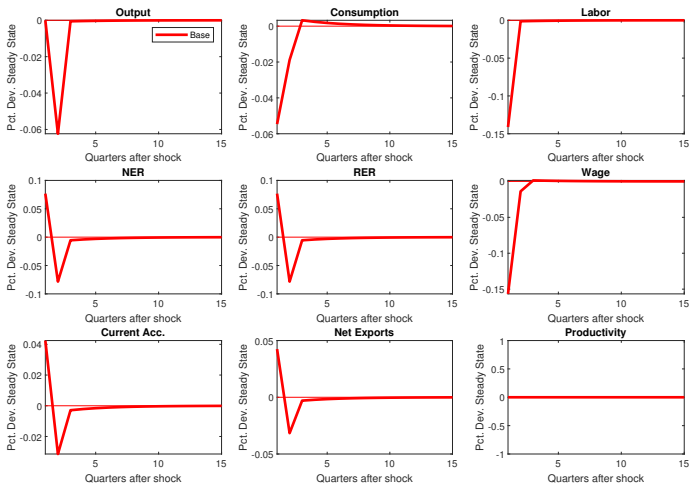 Output
Pct. Dev. Steady State
0
-0.02
-0.04
-0.06
5
10
15
Quarters after shock
Base
Consumption
Pct. Dev. Steady State
0
-0.02
-0.04
-0.06
5
10
15
Quarters after shock
Labor
Pct. Dev. Steady State
0
-0.05
-0.1
-0.15
5
10
15
Quarters after shock
NER
Pct. Dev. Steady State
0.1
0.05
0
-0.05
-0.1
5
10
15
Quarters after shock
RER
Pct. Dev. Steady State
0.1
0.05
0
-0.05
-0.1
5
10
15
Quarters after shock
Wage
Pct. Dev. Steady State
0
-0.05
-0.1
-0.15
5
10
15
Quarters after shock
Current Acc.
Pct. Dev. Steady State
0.04
0.02
0
-0.02
5
10
15
Quarters after shock
Net Exports
Pct. Dev. Steady State
0.05
0
-0.05
5
10
15
Quarters after shock
Productivity
Pct. Dev. Steady State
1
0.5
0
-0.5
-1
5
10
15
Quarters after shock